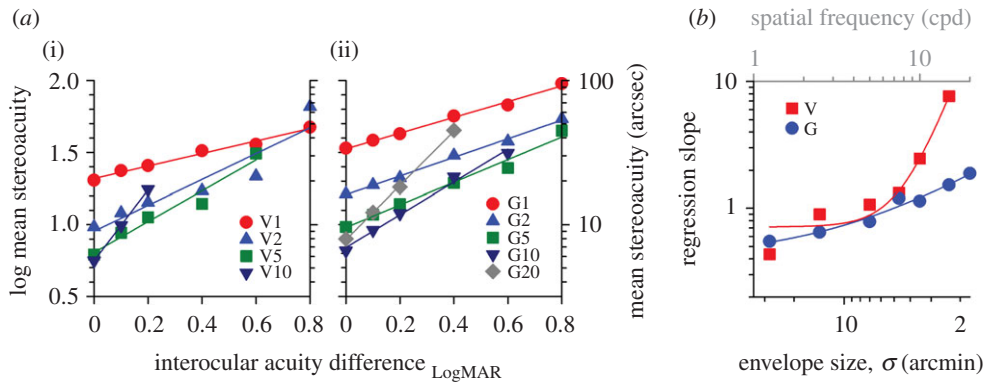 (a)
(i)
(ii)
log mean stereoacuity
2.0
1.5
1.0
0.5
V1
V2
V5
V10
0 0.2 0.4 0.6 0.8
G1
G2
G5
G10
G20
0 0.2 0.4 0.6 0.8
100
10
mean stereoacuity (arcsec)
interocular acuity difference LogMAR
(b)
spatial frequency (cpd)
1 10
regression slope
10
1
V
G
10 2
envelope size, σ (arcmin)